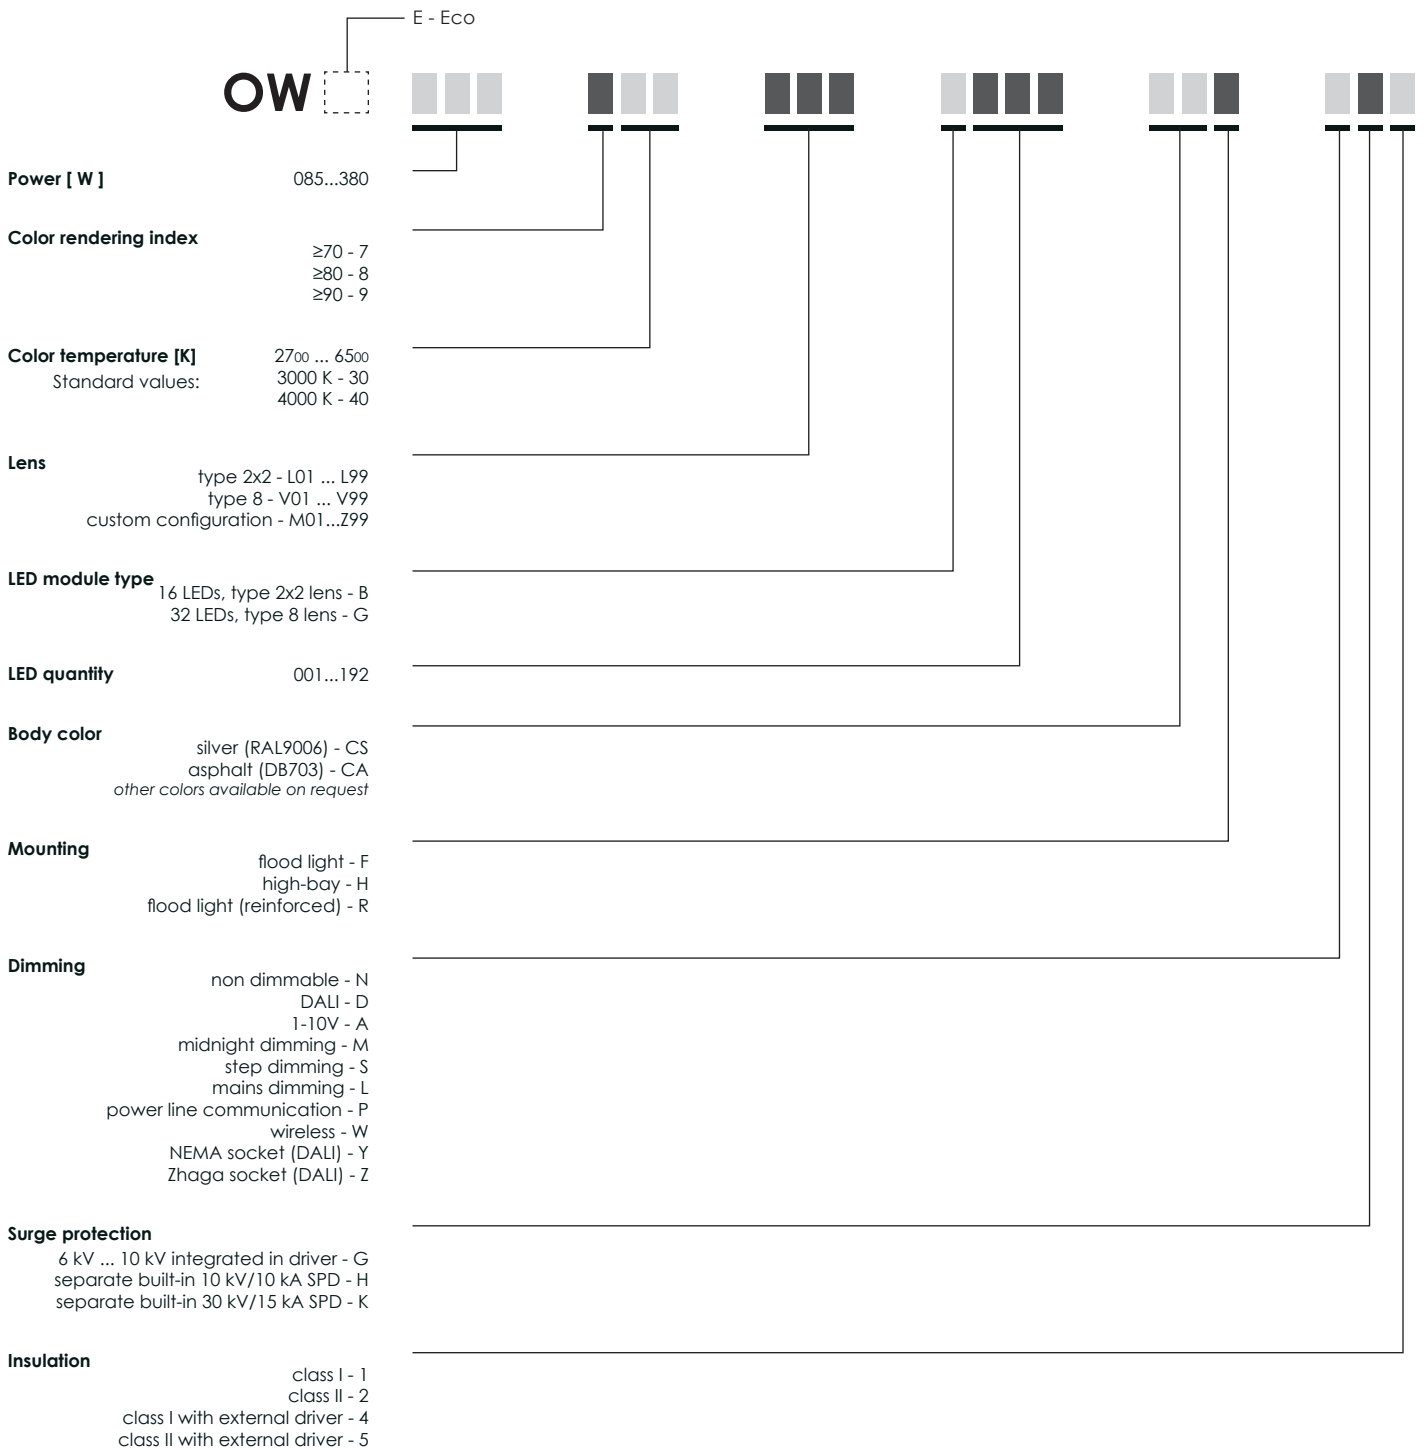 E - Eco
OW
Power [ W ] 085...380
Color rendering index
≥70 - 7
≥80 - 8
≥90 - 9
Color temperature [K] 2700 ... 6500
Standard values: 3000 K - 30
4000 K - 40
Lens
type 2x2 - L01 ... L99
type 8 - V01 ... V99
custom configuration - M01...Z99
LED module type
16 LEDs, type 2x2 lens - B
32 LEDs, type 8 lens - G
LED quantity 001...192
Body color
silver (RAL9006) - CS
asphalt (DB703) - CA
other colors available on request
Mounting
flood light - F
high-bay - H
flood light (reinforced) - R
Dimming
non dimmable - N
DALI - D
1-10V - A
midnight dimming - M
step dimming - S
mains dimming - L
power line communication - P
wireless - W
NEMA socket (DALI) - Y
Zhaga socket (DALI) - Z
Surge protection
6 kV ... 10 kV integrated in driver - G
separate built-in 10 kV/10 kA SPD - H
separate built-in 30 kV/15 kA SPD - K
Insulation
class I - 1
class II - 2
class I with external driver - 4
class II with external driver - 5